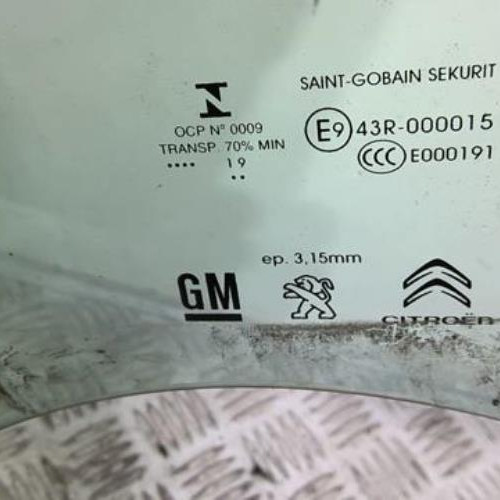 SAINT-GOBAIN SEKURIT
OCP Nº 0009
TRANSP. 70% MIN
•••• 19
••
E9 43R-000015
CCC E000191
ep. 3,15mm
GM
CITROËN